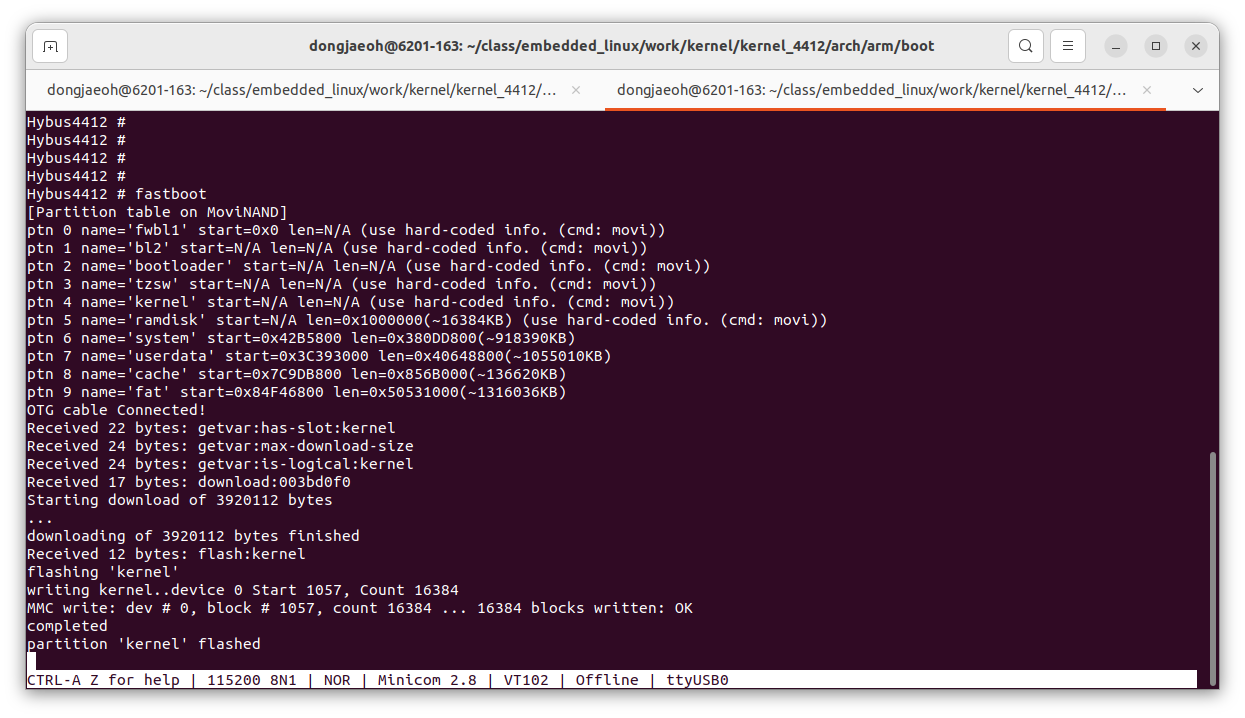 dongjaeoh@6201-163: ~/class/embedded_linux/work/kernel/kernel_4412/arch/arm/boot
dongjaeoh@6201-163: ~/class/embedded_linux/work/kernel/kernel_4412/...
dongjaeoh@6201-163: ~/class/embedded_linux/work/kernel/kernel_4412/...
Hybus4412 #
Hybus4412 #
Hybus4412 #
Hybus4412 #
Hybus4412 # fastboot
[Partition table on MoviNAND]
ptn 0 name='fwbl1' start=0x0 len=N/A (use hard-coded info. (cmd: movi))
ptn 1 name='bl2' start=N/A len=N/A (use hard-coded info. (cmd: movi))
ptn 2 name='bootloader' start=N/A len=N/A (use hard-coded info. (cmd: movi))
ptn 3 name='tzsw' start=N/A len=N/A (use hard-coded info. (cmd: movi))
ptn 4 name='kernel' start=N/A len=N/A (use hard-coded info. (cmd: movi))
ptn 5 name='ramdisk' start=N/A len=0x1000000(~16384KB) (use hard-coded info. (cmd: movi))
ptn 6 name='system' start=0x42B5800 len=0x380DD800(~918390KB)
ptn 7 name='userdata' start=0x3C393000 len=0x40648800(~1055010KB)
ptn 8 name='cache' start=0x7C9DB800 len=0x856B000(~136620KB)
ptn 9 name='fat' start=0x84F46800 len=0x50531000(~1316036KB)
OTG cable Connected!
Received 22 bytes: getvar:has-slot:kernel
Received 24 bytes: getvar:max-download-size
Received 24 bytes: getvar:is-logical:kernel
Received 17 bytes: download:003bd0f0
Starting download of 3920112 bytes
...
downloading of 3920112 bytes finished
Received 12 bytes: flash:kernel
flashing 'kernel'
writing kernel..device 0 Start 1057, Count 16384
MMC write: dev # 0, block # 1057, count 16384 ... 16384 blocks written: OK
completed
partition 'kernel' flashed
CTRL-A Z for help | 115200 8N1 | NOR | Minicom 2.8 | VT102 | Offline | ttyUSB0